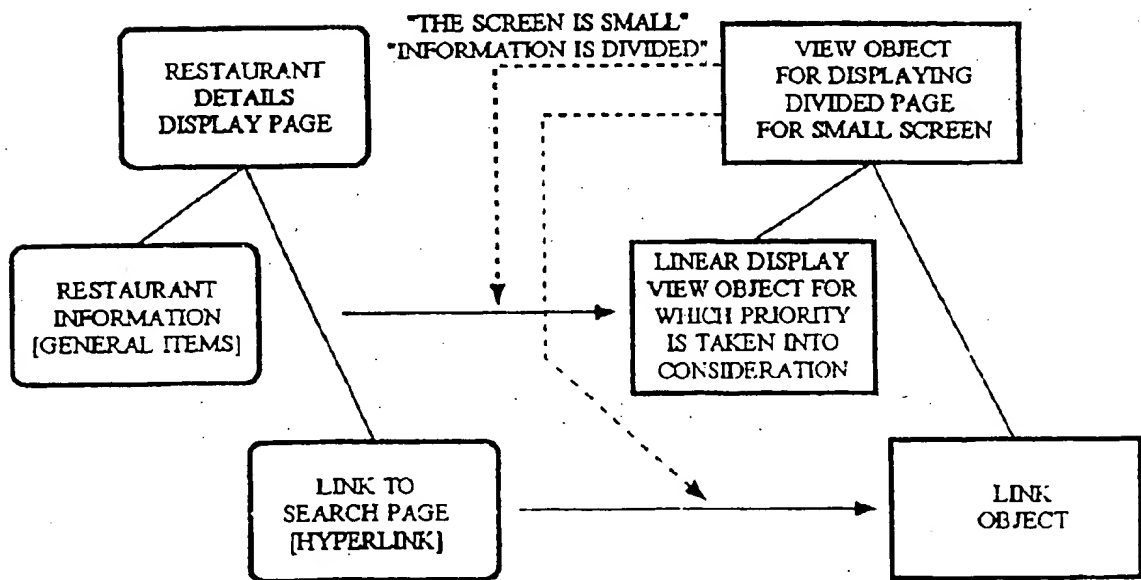 "THE SCREEN IS SMALL"
"INFORMATION IS DIVIDED"
RESTAURANT
DETAILS
DISPLAY PAGE
VIEW OBJECT
FOR DISPLAYING
DIVIDED PAGE
FOR SMALL SCREEN
RESTAURANT
INFORMATION
[GENERAL ITEMS]
LINEAR DISPLAY
VIEW OBJECT FOR
WHICH PRIORITY
IS TAKEN INTO
CONSIDERATION
LINK TO
SEARCH PAGE
[HYPERLINK]
LINK
OBJECT